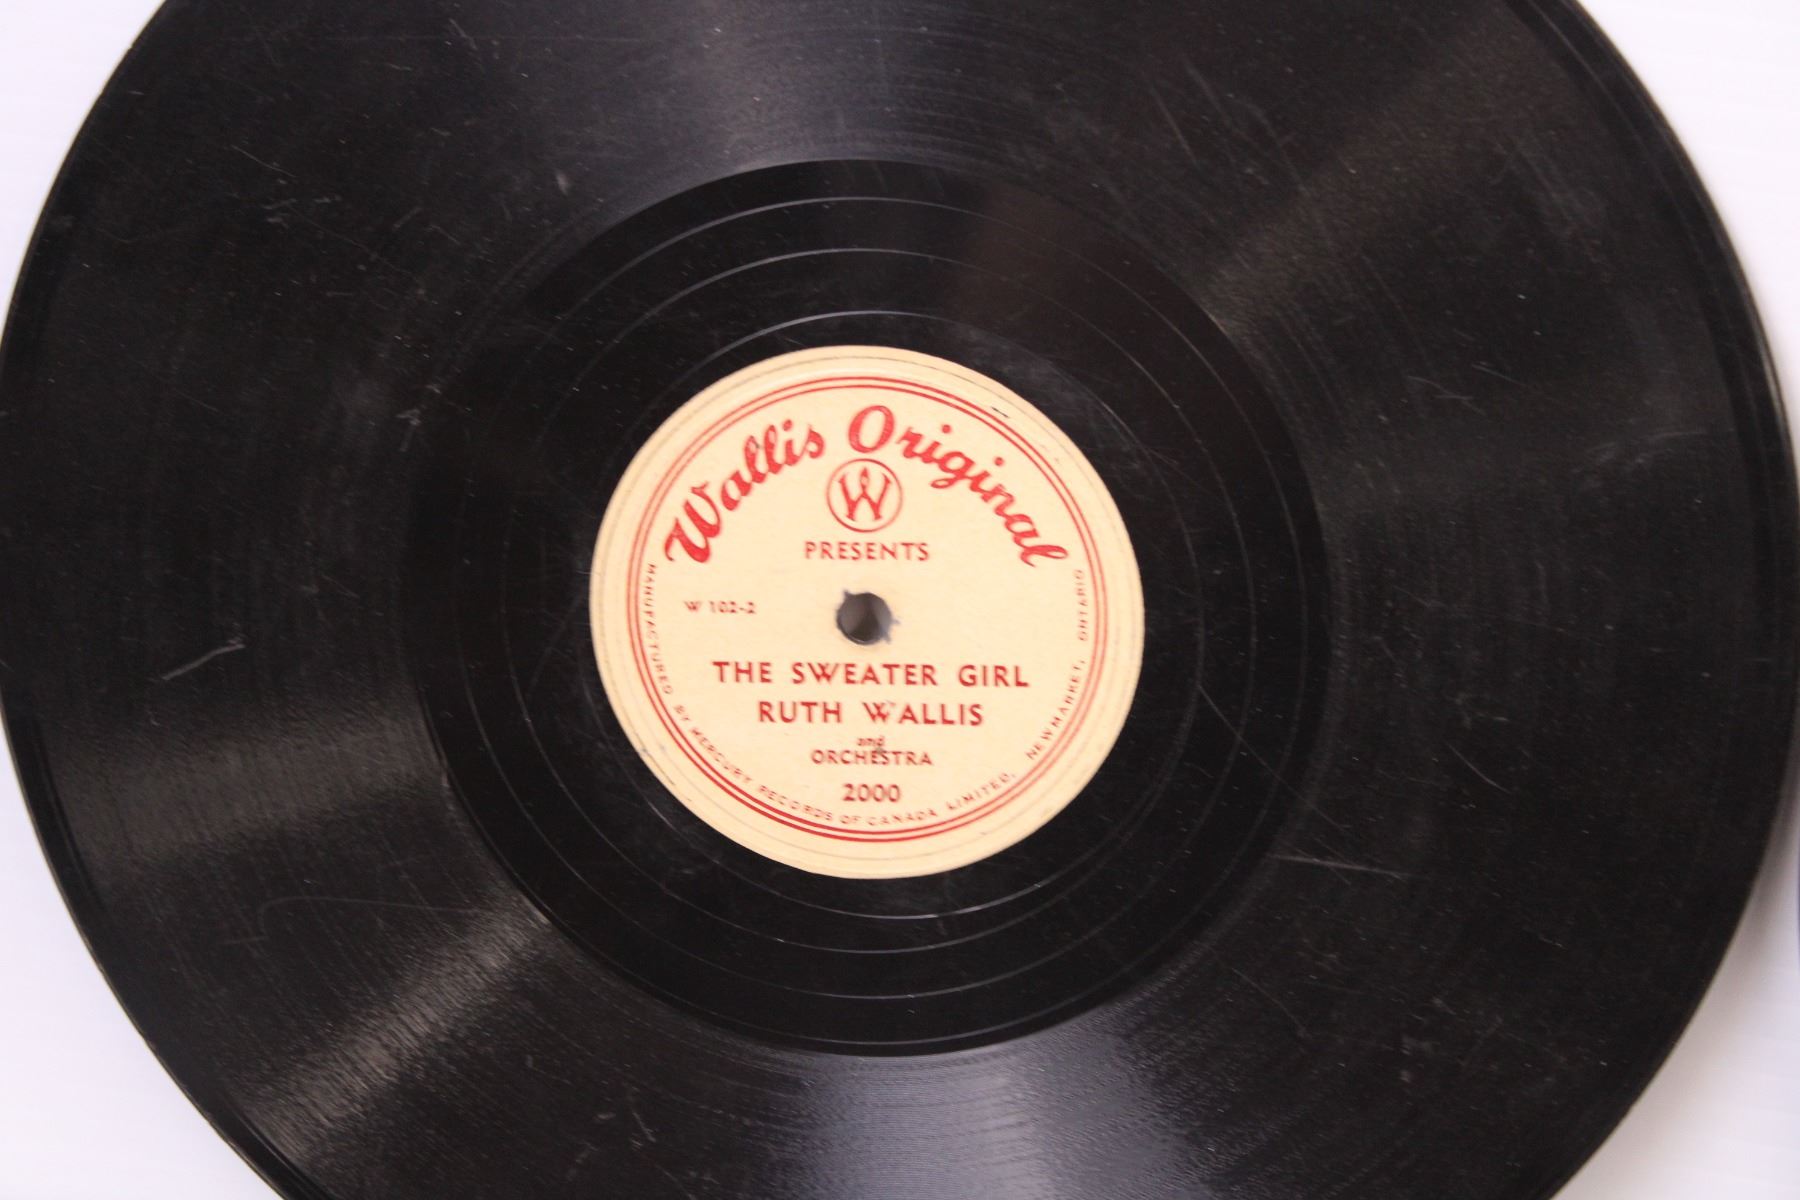 Wallis Original
W
PRESENTS
W 102-2
THE SWEATER GIRL
RUTH WALLIS
and
ORCHESTRA
2000
MANUFACTURED BY MERCURY RECORDS OF CANADA LIMITED, NEWMARKET, ONTARIO